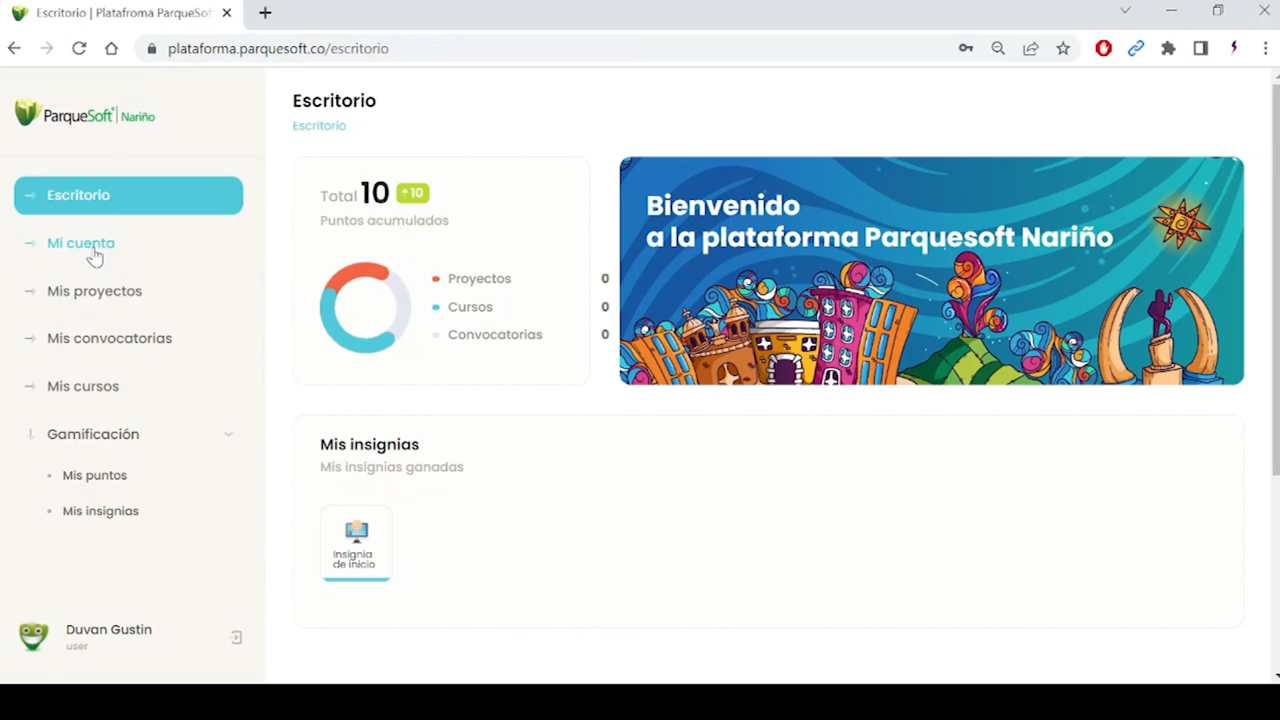 Escritorio | Platafroma ParqueSof
plataforma.parquesoft.co/escritorio
ParqueSoft | Nariño
Escritorio
Mi cuenta
Mis proyectos
Mis convocatorias
Mis cursos
Gamificación
Mis puntos
Mis insignias
Duvan Gustin
user
Escritorio
Escritorio
Total 10 ↑10
Puntos acumulados
Proyectos 0
Cursos 0
Convocatorias 0
Bienvenido
a la plataforma Parquesoft Nariño
Mis insignias
Mis insignias ganadas
Insignia
de inicio